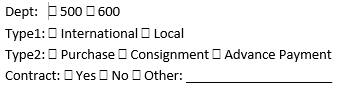 Dept: ☐ 500 ☐ 600
Type1: ☐ International ☐ Local
Type2: ☐ Purchase ☐ Consignment ☐ Advance Payment
Contract: ☐ Yes ☐ No ☐ Other: ____________________